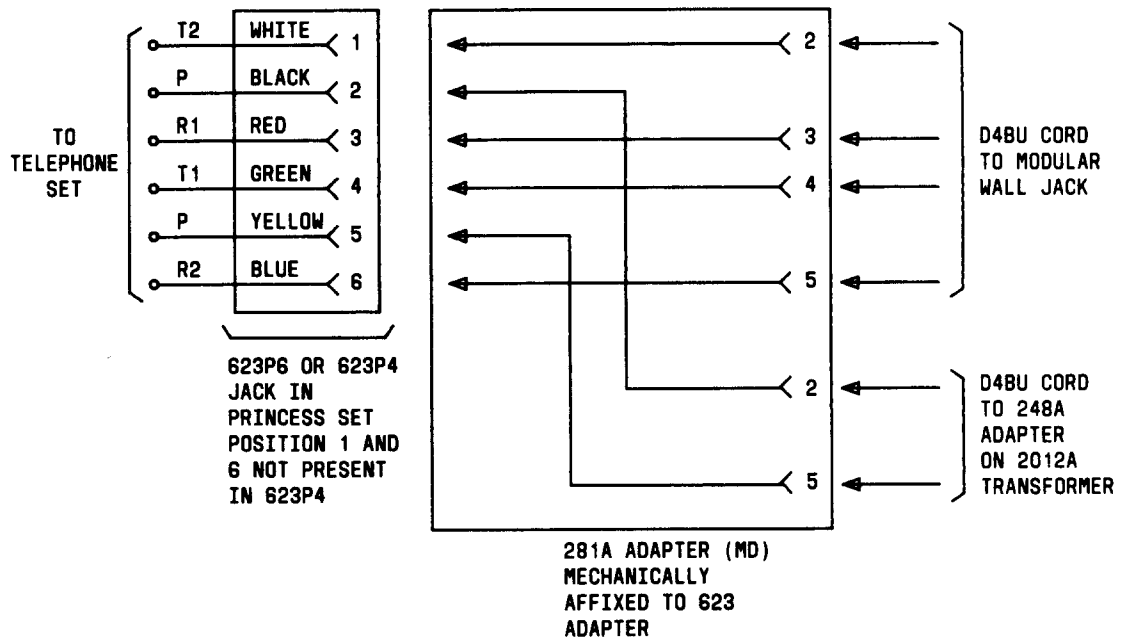 TO
TELEPHONE
SET
T2 WHITE 1
P BLACK 2
R1 RED 3
T1 GREEN 4
P YELLOW 5
R2 BLUE 6
623P6 OR 623P4
JACK IN
PRINCESS SET
POSITION 1 AND
6 NOT PRESENT
IN 623P4
2
3
4
5
2
5
281A ADAPTER (MD)
MECHANICALLY
AFFIXED TO 623
ADAPTER
D4BU CORD
TO MODULAR
WALL JACK
D4BU CORD
TO 248A
ADAPTER
ON 2012A
TRANSFORMER